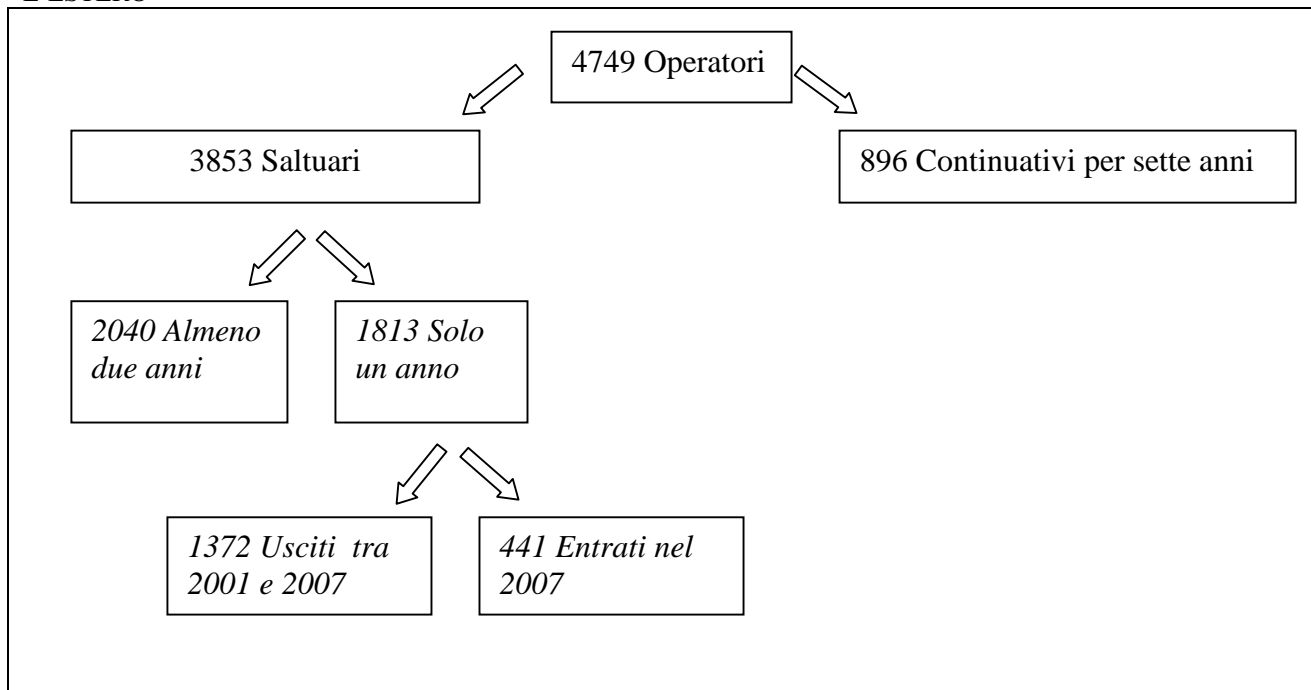 4749 Operatori
3853 Saltuari
896 Continuativi per sette anni
2040 Almeno
due anni
1813 Solo
un anno
1372 Usciti tra
2001 e 2007
441 Entrati nel
2007